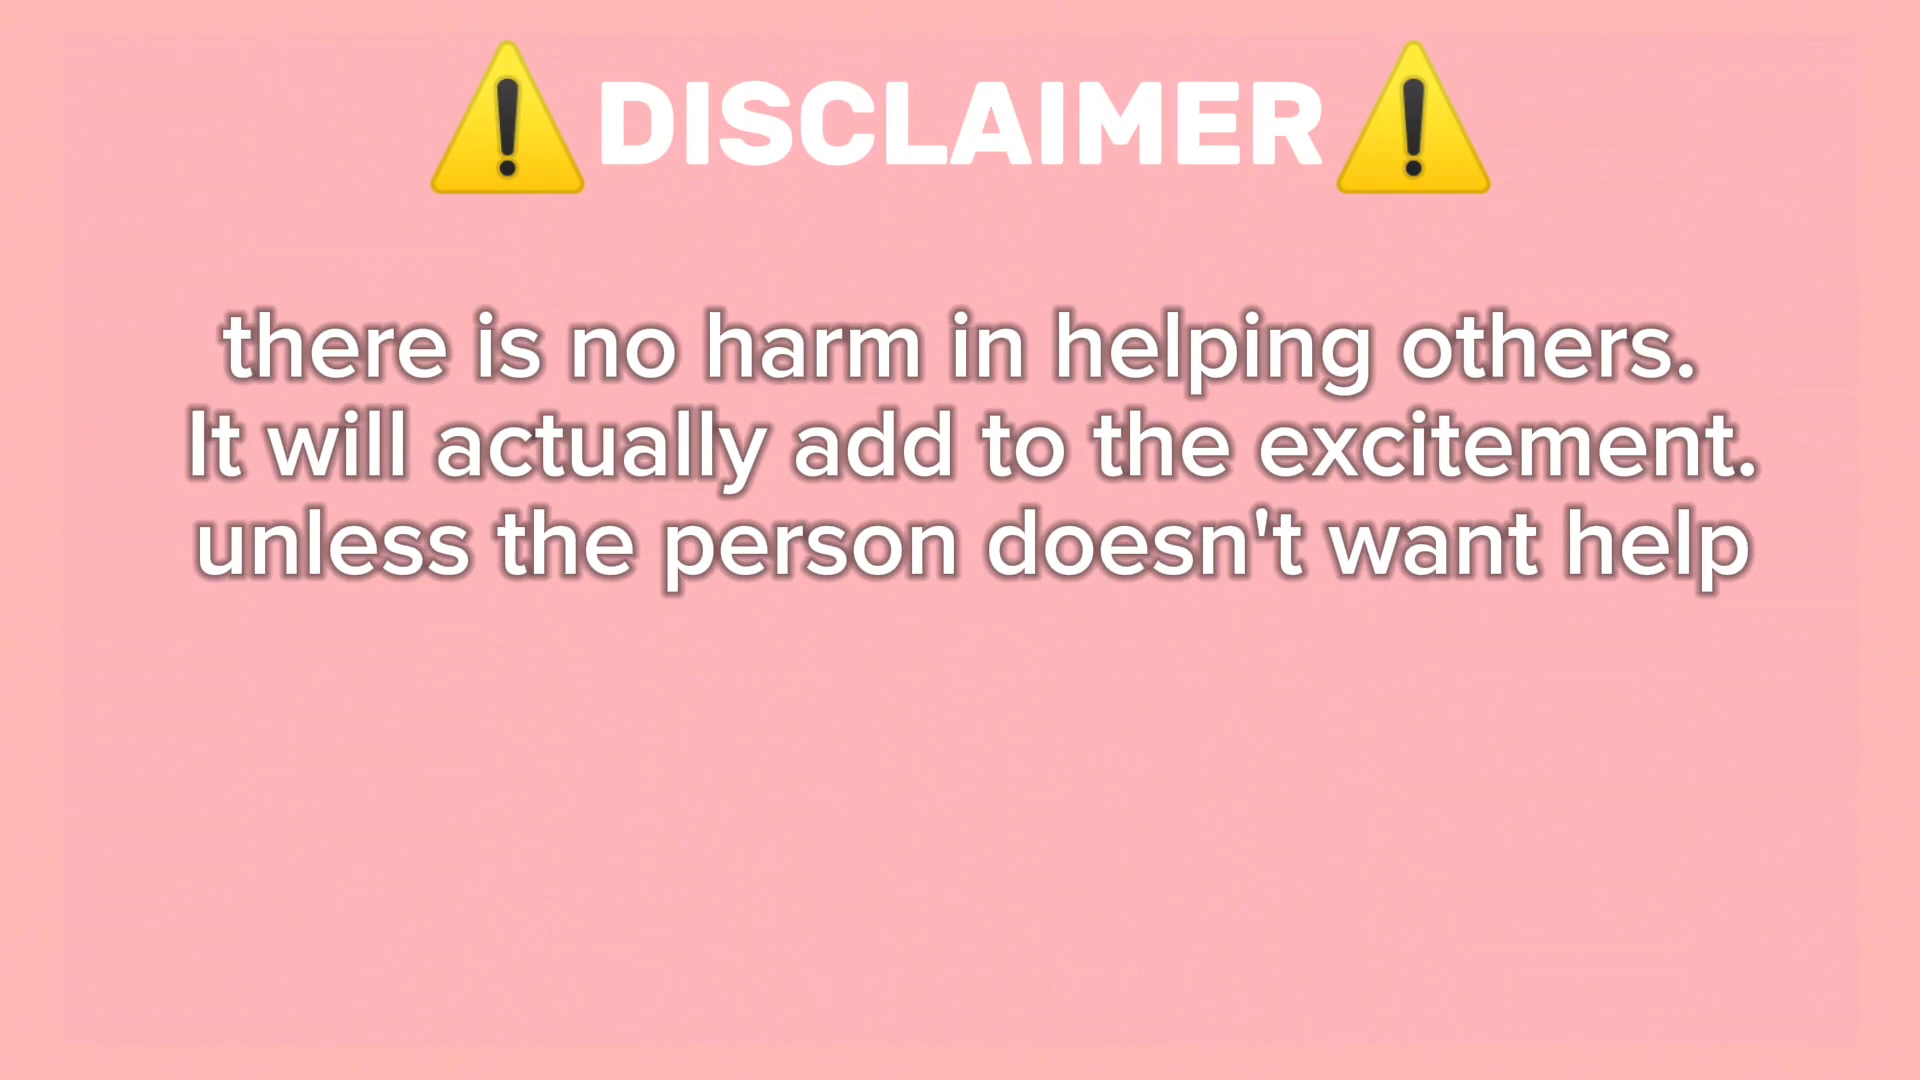 ⚠️DISCLAIMER⚠️
there is no harm in helping others.
It will actually add to the excitement.
unless the person doesn't want help